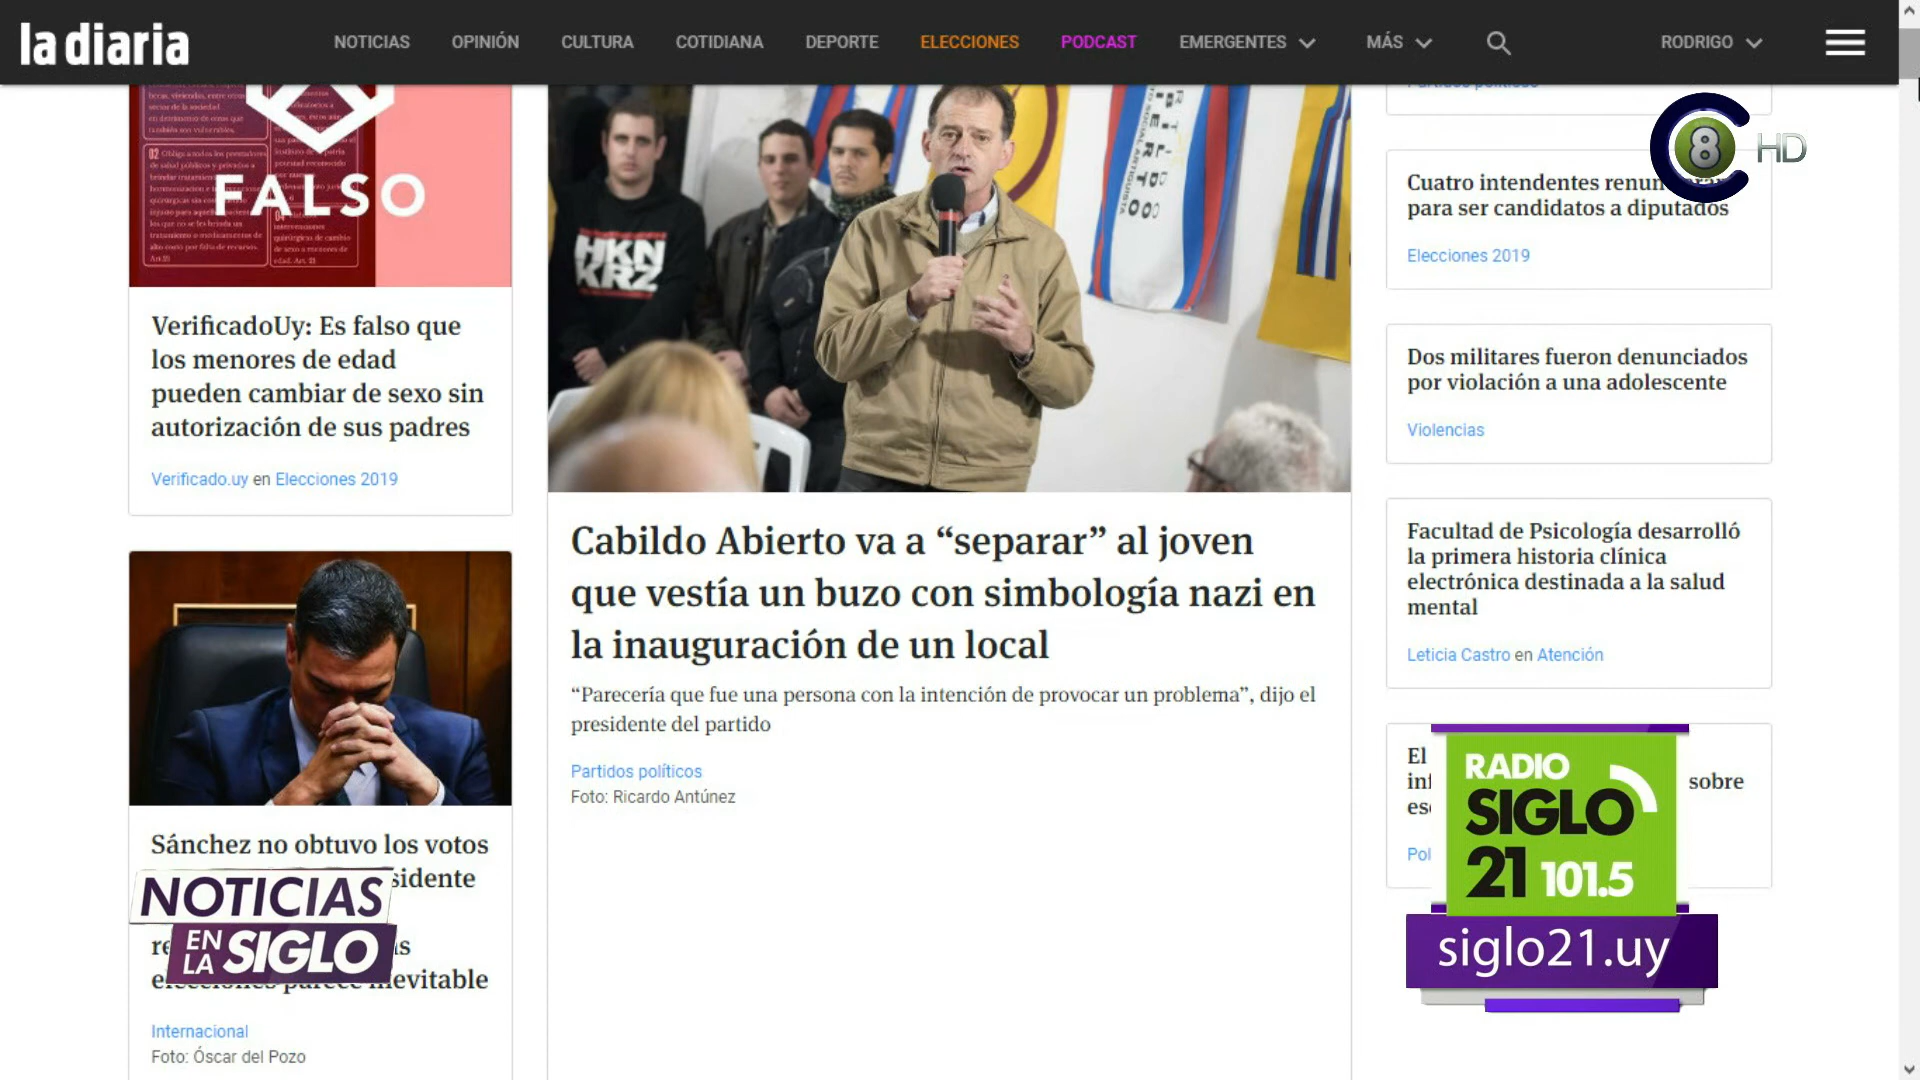 la diaria
NOTICIAS
OPINIÓN
CULTURA
COTIDIANA
DEPORTE
ELECCIONES
PODCAST
EMERGENTES
MÁS
RODRIGO
FALSO
VerificadoUy: Es falso que
los menores de edad
pueden cambiar de sexo sin
autorización de sus padres
Verificado.uy en Elecciones 2019
Sánchez no obtuvo los votos
evitable
Internacional
Foto: Óscar del Pozo
NOTICIAS
EN
LA SIGLO
HKN
KRZ
Cabildo Abierto va a “separar” al joven
que vestía un buzo con simbología nazi en
la inauguración de un local
“Parecería que fue una persona con la intención de provocar un problema”, dijo el
presidente del partido
Partidos políticos
Foto: Ricardo Antúnez
Partidos políticos
8 HD
Cuatro intendentes
para ser candidatos a diputados
Elecciones 2019
Dos militares fueron denunciados
por violación a una adolescente
Violencias
Facultad de Psicología desarrolló
la primera historia clínica
electrónica destinada a la salud
mental
Leticia Castro en Atención
El
sobre
RADIO
SIGLO
21 101.5
siglo21.uy